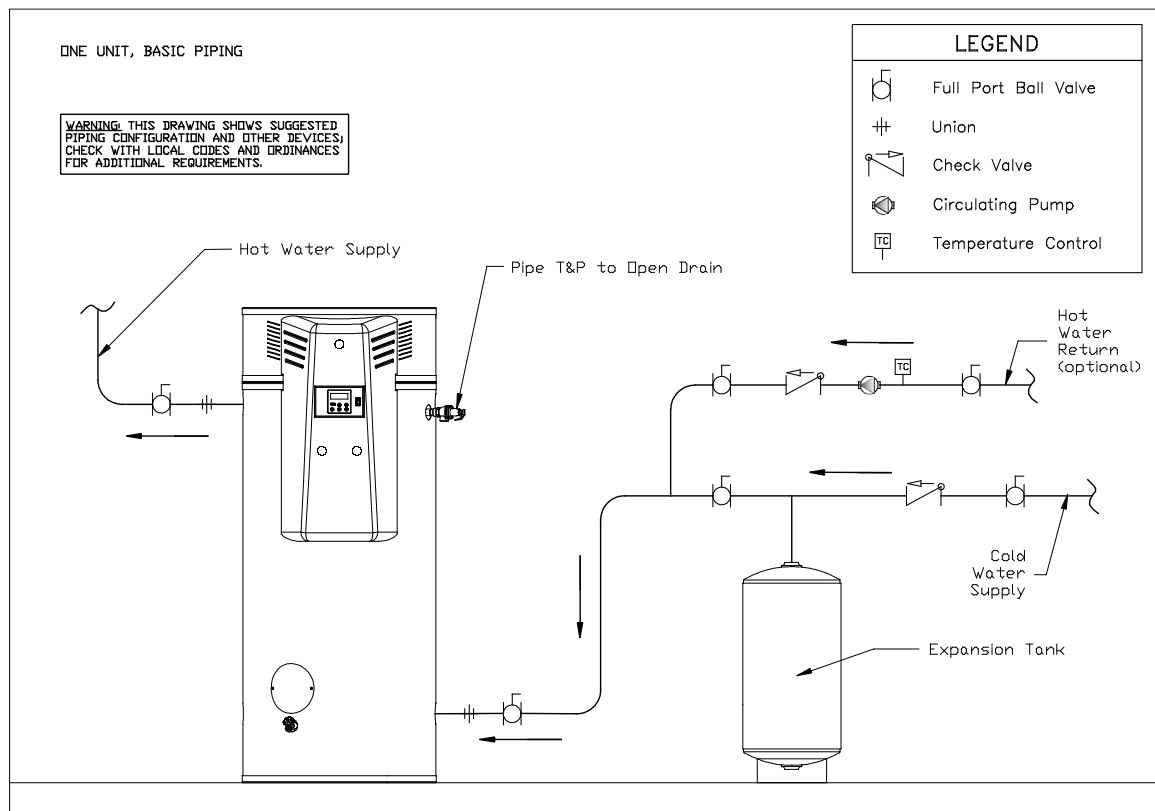 ONE UNIT, BASIC PIPING
WARNING: THIS DRAWING SHOWS SUGGESTED
PIPING CONFIGURATION AND OTHER DEVICES;
CHECK WITH LOCAL CODES AND ORDINANCES
FOR ADDITIONAL REQUIREMENTS.
LEGEND
Full Port Ball Valve
Union
Check Valve
Circulating Pump
TC
Temperature Control
Hot Water Supply
Pipe T&P to Open Drain
Hot
Water
Return
(optional)
TC
Cold
Water
Supply
Expansion Tank